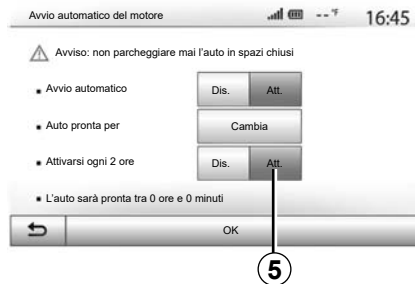 Avvio automatico del motore -- °F 16:45
Avviso: non parcheggiare mai l'auto in spazi chiusi
Avvio automatico Dis. Att.
Auto pronta per Cambia
Attivarsi ogni 2 ore Dis. Att.
L'auto sarà pronta tra 0 ore e 0 minuti
OK
5